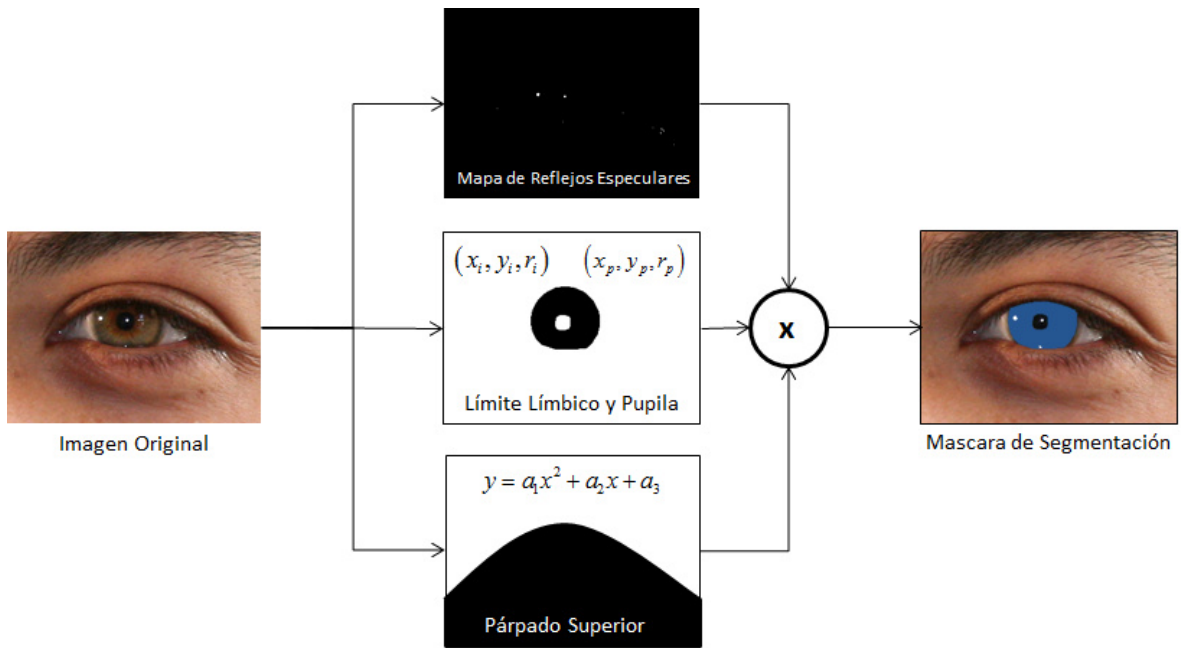 Mapa de Reflejos Especulares
(x_i, y_i, r_i) (x_p, y_p, r_p)
Límite Límbico y Pupila
x
Imagen Original
Mascara de Segmentación
y = a_1x^2 + a_2x + a_3
Párpado Superior